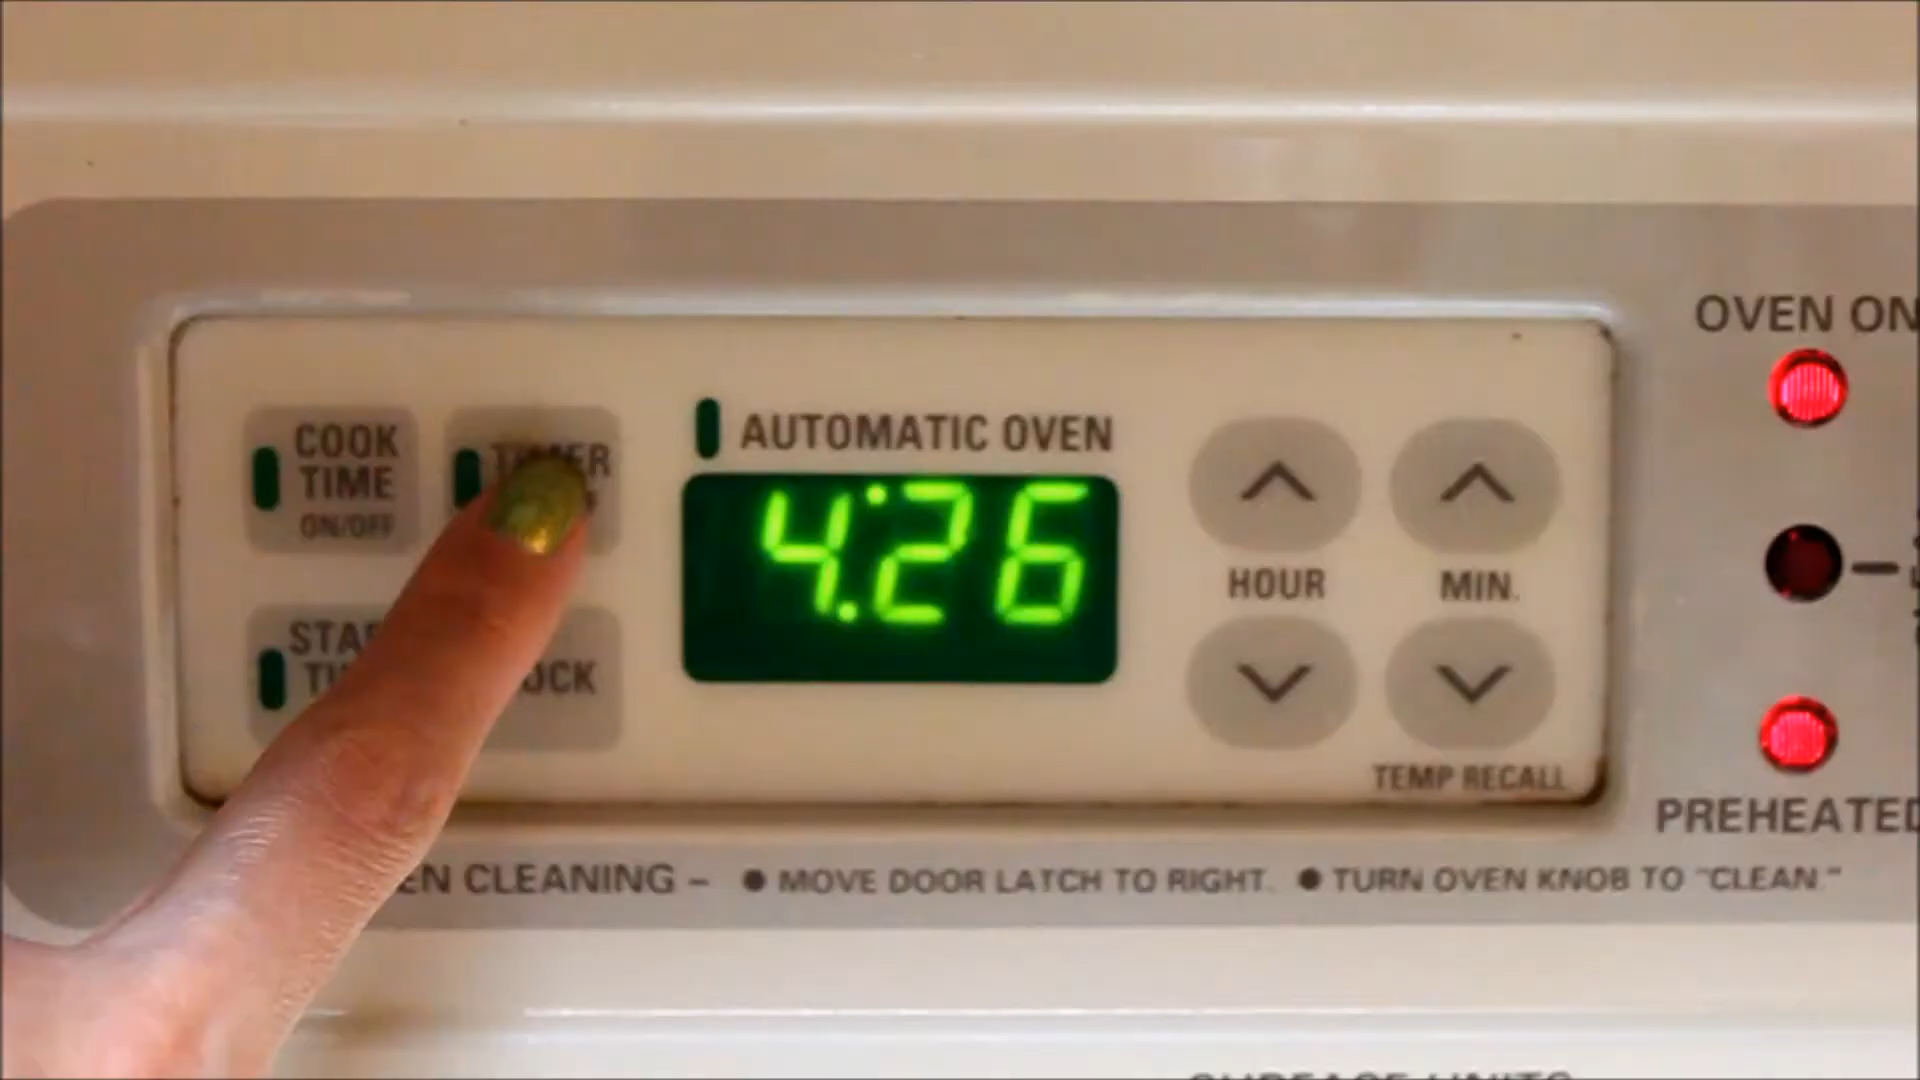 OVEN ON
COOK
TIME
ON/OFF
TIMER
AUTOMATIC OVEN
4:26
HOUR
MIN.
TEMP RECALL
PREHEATED
CLEANING – ● MOVE DOOR LATCH TO RIGHT. ● TURN OVEN KNOB TO "CLEAN."